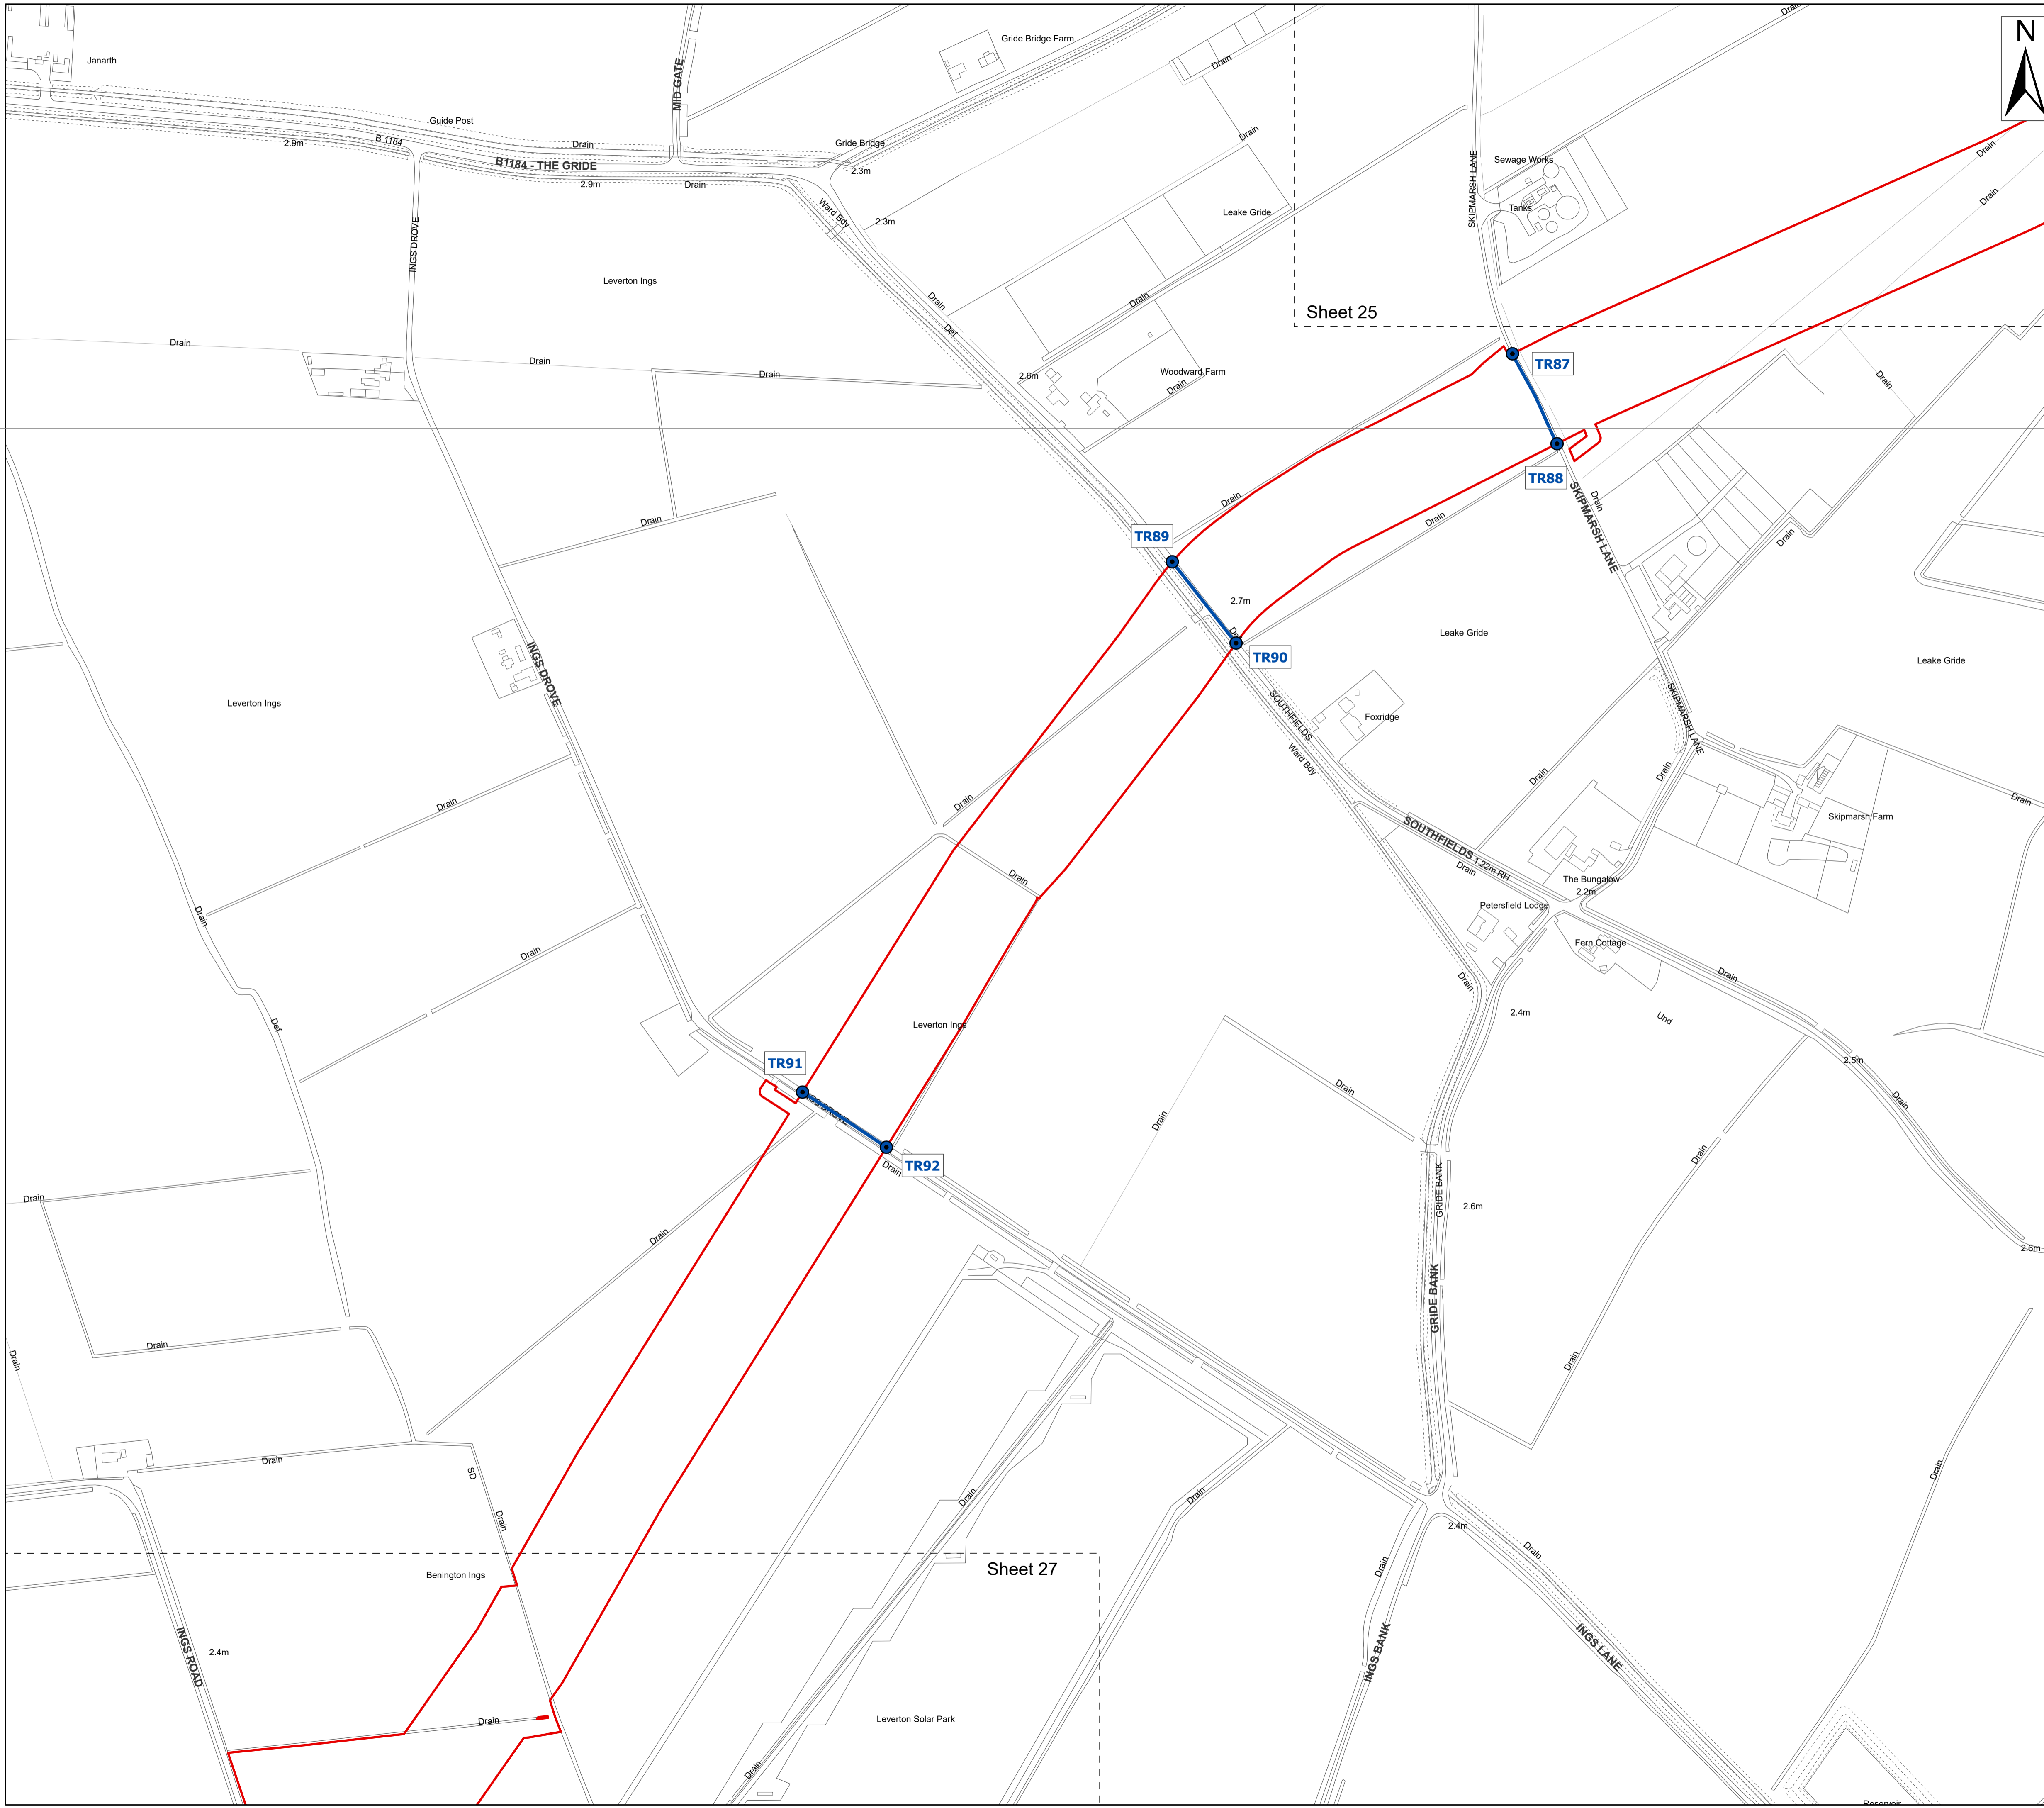 Drain
N
Janarth
Gride Bridge Farm
Drain
MID GATE
Guide Post
B 1184
2.9m
Drain
Gride Bridge
Drain
B1184 - THE GRIDE
2.3m
2.9m
Drain
Sewage Works
Drain
SKIPMARSH LANE
Tanks
Drain
Ward Bdy
2.3m
Leake Gride
INGS DROVE
Leverton Ings
Drain
Drain
Sheet 25
Def
Drain
Drain
Drain
2.6m
Woodward Farm
Drain
TR87
Drain
TR88
Drain
Drain
SKIPMARSH LANE
Drain
Drain
Drain
TR89
2.7m
TR90
Leake Gride
Leake Gride
INGS DROVE
Leverton Ings
SOUTHFIELDS
Foxridge
SKIPMARSH LANE
Ward Bdy
Drain
Drain
Drain
Drain
Drain
Skipmarsh Farm
SOUTHFIELDS
1.22m RH
Drain
Drain
The Bungalow
2.2m
Petersfield Lodge
Drain
Fern Cottage
Drain
Drain
Drain
Def
Leverton Ings
2.4m
Und
2.5m
TR91
Drain
Drain
Drain
TR92
Drain
Drain
Drain
GRIDE BANK
2.6m
Drain
2.6m
GRIDE BANK
Drain
Drain
Drain
Drain
SD
Drain
Drain
Drain
Drain
Drain
2.4m
Drain
Drain
Sheet 27
Benington Ings
INGS ROAD
2.4m
INGS BANK
INGS LANE
Drain
Leverton Solar Park
Drain
Reservoir